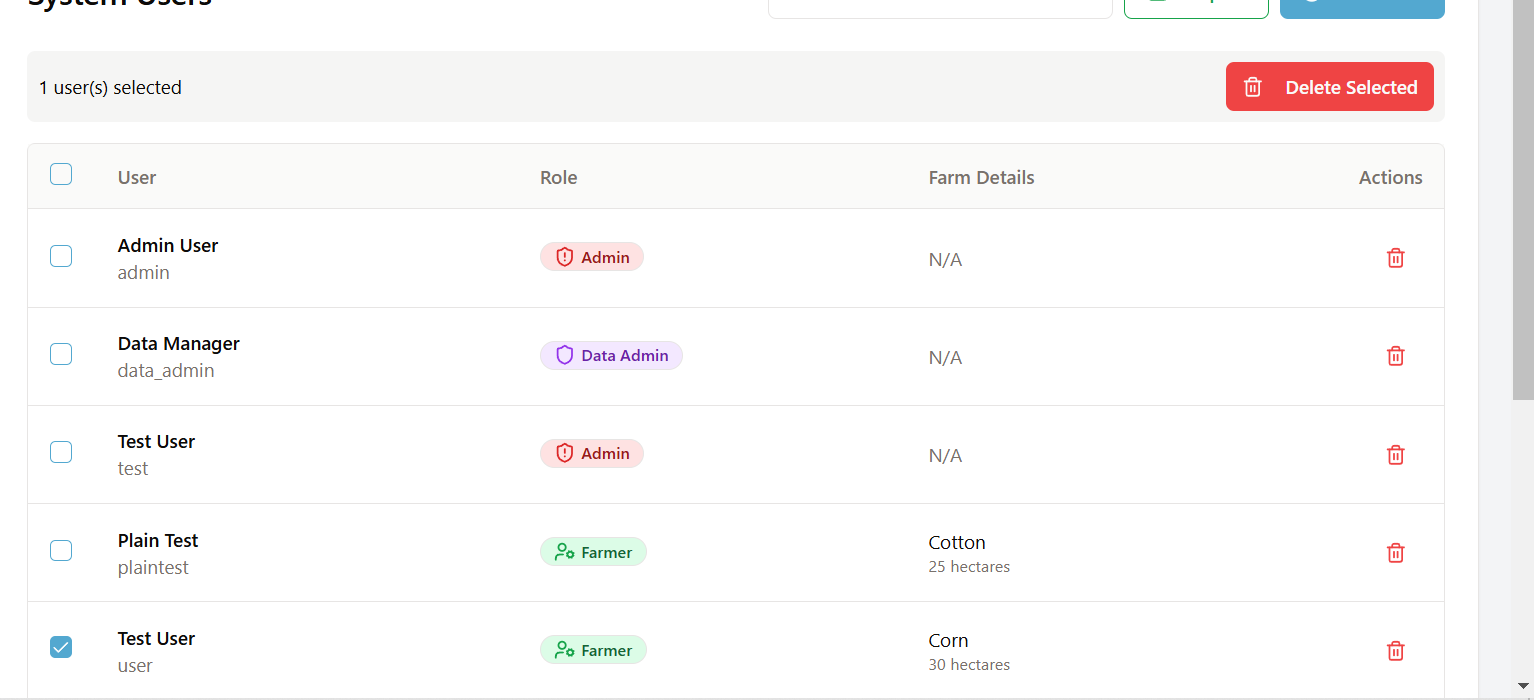 System Users
1 user(s) selected
Delete Selected
User Role Farm Details Actions
Admin User
admin
Admin
N/A
Data Manager
data_admin
Data Admin
N/A
Test User
test
Admin
N/A
Plain Test
plaintest
Farmer
Cotton
25 hectares
Test User
user
Farmer
Corn
30 hectares